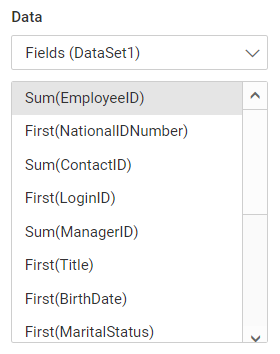 Data
Fields (DataSet1)
Sum(EmployeeID)
First(NationalIDNumber)
Sum(ContactID)
First(LoginID)
Sum(ManagerID)
First(Title)
First(BirthDate)
First(MaritalStatus)